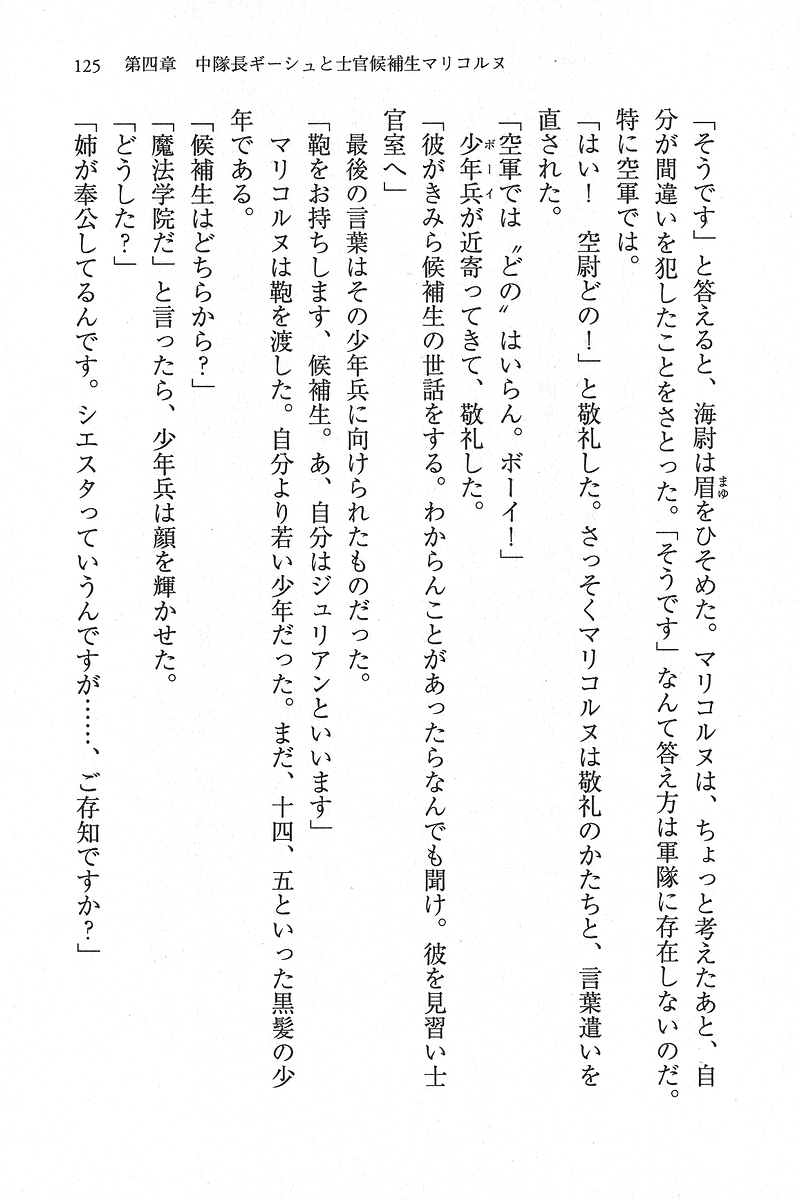 125　第四章　中隊長ギーシュと士官候補生マリコルヌ
「そうです」と答えると、海尉は眉をひそめた。マリコルヌは、ちょっと考えたあと、自
まゆ
分が間違いを犯したことをさとった。「そうです」なんて答え方は軍隊に存在しないのだ。
特に空軍では。
「はい！　空尉どの！」と敬礼した。さっそくマリコルヌは敬礼のかたちと、言葉遣いを
直された。
「空軍では〝どの〟はいらん。ボーイ！」
少年兵が近寄ってきて、敬礼した。
ボーイ
「彼がきみら候補生の世話をする。わからんことがあったらなんでも聞け。彼を見習い士
官室へ」
最後の言葉はその少年兵に向けられたものだった。
「鞄をお持ちします、候補生。あ、自分はジュリアンといいます」
マリコルヌは鞄を渡した。自分より若い少年だった。まだ、十四、五といった黒髪の少
年である。
「候補生はどちらから？」
「魔法学院だ」と言ったら、少年兵は顔を輝かせた。
「どうした？」
「姉が奉公してるんです。シエスタっていうんですが……、ご存知ですか？」